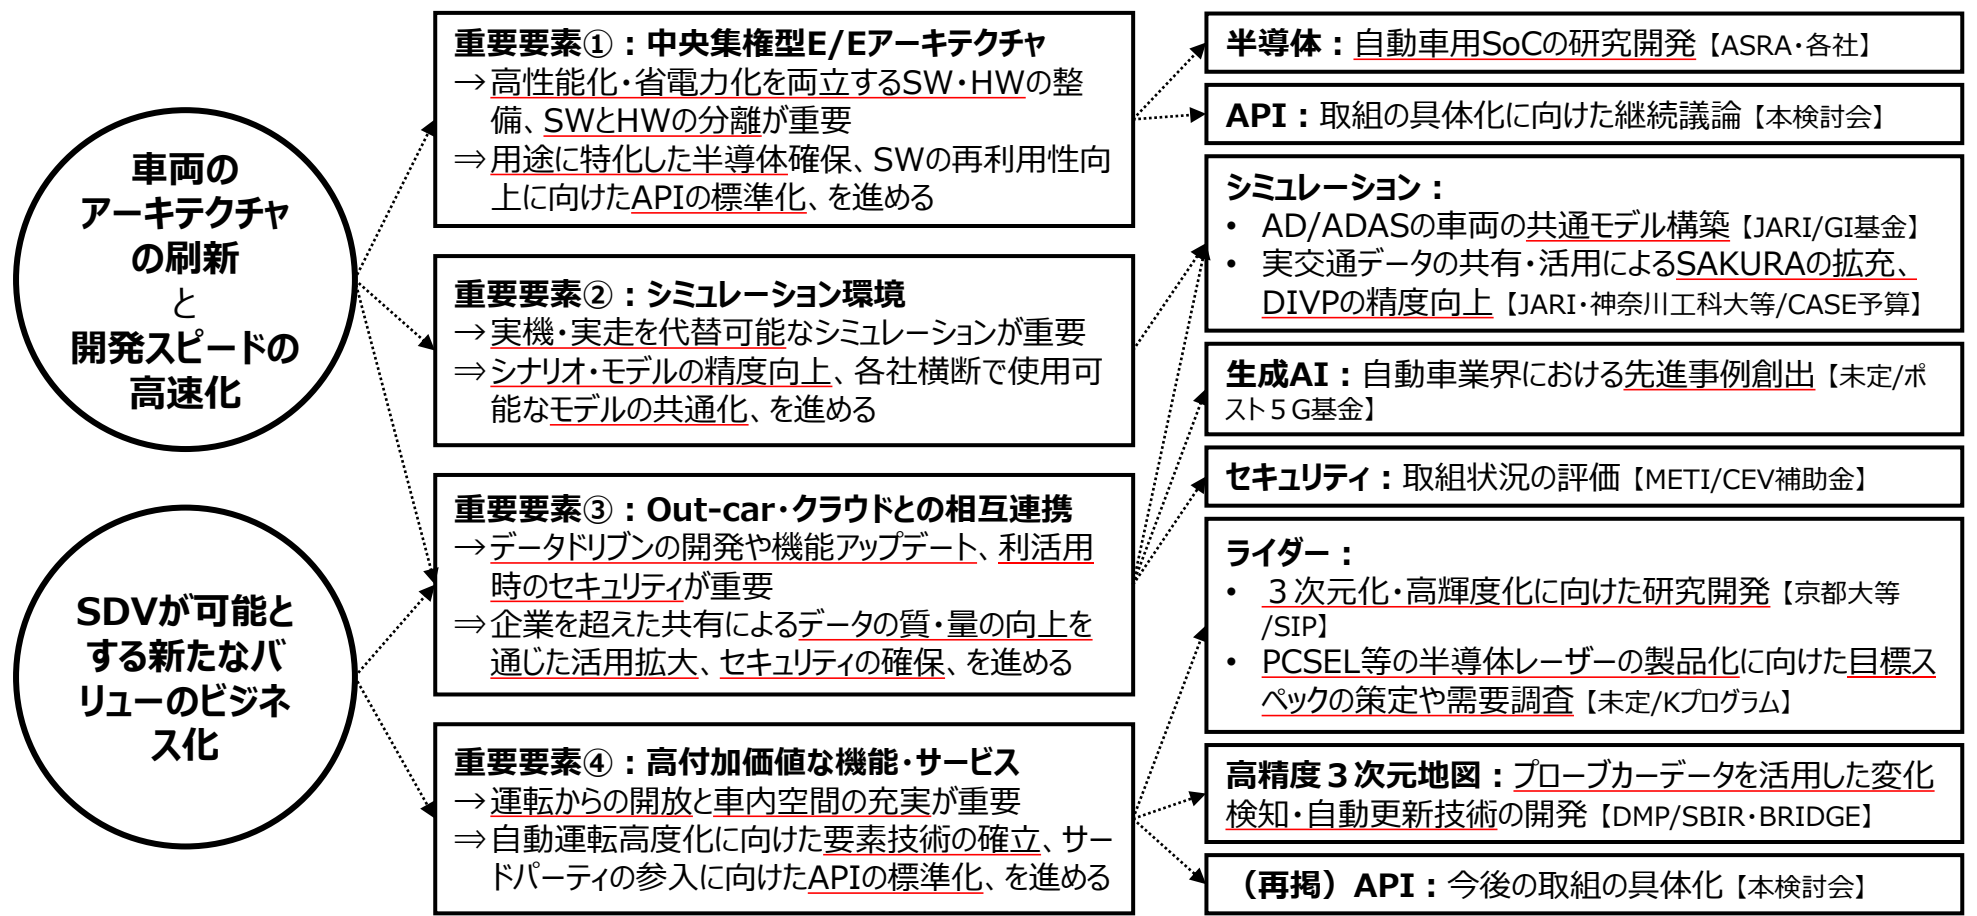 車両の
アーキテクチャ
の刷新
と
開発スピードの
高速化
SDVが可能と
する新たなバ
リューのビジネ
ス化
重要要素①：中央集権型E/Eアーキテクチャ
→高性能化・省電力化を両立するSW・HWの整
備、SWとHWの分離が重要
⇒用途に特化した半導体確保、SWの再利用性向
上に向けたAPIの標準化、を進める
重要要素②：シミュレーション環境
→実機・実走を代替可能なシミュレーションが重要
⇒シナリオ・モデルの精度向上、各社横断で使用可
能なモデルの共通化、を進める
重要要素③：Out-car・クラウドとの相互連携
→データドリブンの開発や機能アップデート、利活用
時のセキュリティが重要
⇒企業を超えた共有によるデータの質・量の向上を
通じた活用拡大、セキュリティの確保、を進める
重要要素④：高付加価値な機能・サービス
→運転からの開放と車内空間の充実が重要
⇒自動運転高度化に向けた要素技術の確立、サー
ドパーティの参入に向けたAPIの標準化、を進める
半導体：自動車用SoCの研究開発【ASRA・各社】
API：取組の具体化に向けた継続議論【本検討会】
シミュレーション：
• AD/ADASの車両の共通モデル構築【JARI/GI基金】
• 実交通データの共有・活用によるSAKURAの拡充、
DIVPの精度向上【JARI・神奈川工科大等/CASE予算】
生成AI：自動車業界における先進事例創出【未定/ポ
スト５G基金】
セキュリティ：取組状況の評価【METI/CEV補助金】
ライダー：
• ３次元化・高輝度化に向けた研究開発【京都大等
/SIP】
• PCSEL等の半導体レーザーの製品化に向けた目標ス
ペックの策定や需要調査【未定/Kプログラム】
高精度３次元地図：プローブカーデータを活用した変化
検知・自動更新技術の開発【DMP/SBIR・BRIDGE】
（再掲）API：今後の取組の具体化【本検討会】